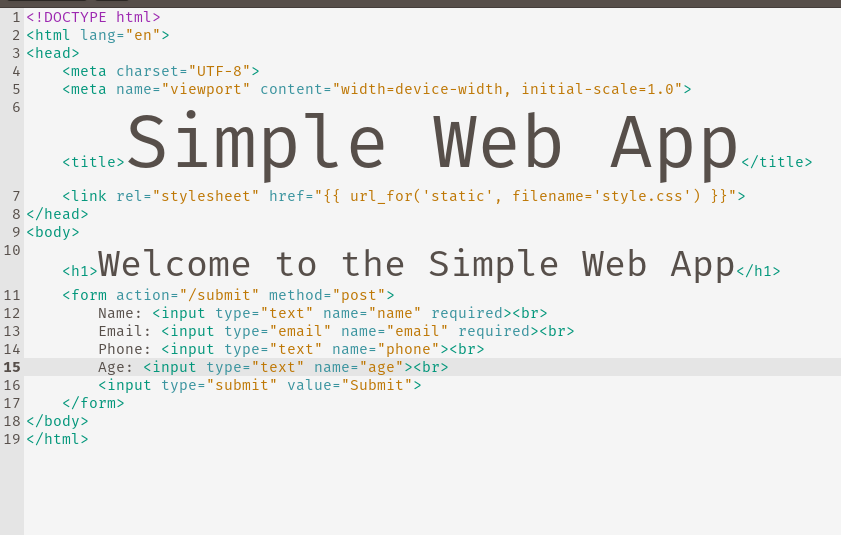 1 <!DOCTYPE html>
2 <html lang="en">
3 <head>
4     <meta charset="UTF-8">
5     <meta name="viewport" content="width=device-width, initial-scale=1.0">
6     <title>Simple Web App</title>
7     <link rel="stylesheet" href="{{ url_for('static', filename='style.css') }}">
8 </head>
9 <body>
10     <h1>Welcome to the Simple Web App</h1>
11     <form action="/submit" method="post">
12         Name: <input type="text" name="name" required><br>
13         Email: <input type="email" name="email" required><br>
14         Phone: <input type="text" name="phone"><br>
15         Age: <input type="text" name="age"><br>
16         <input type="submit" value="Submit">
17     </form>
18 </body>
19 </html>